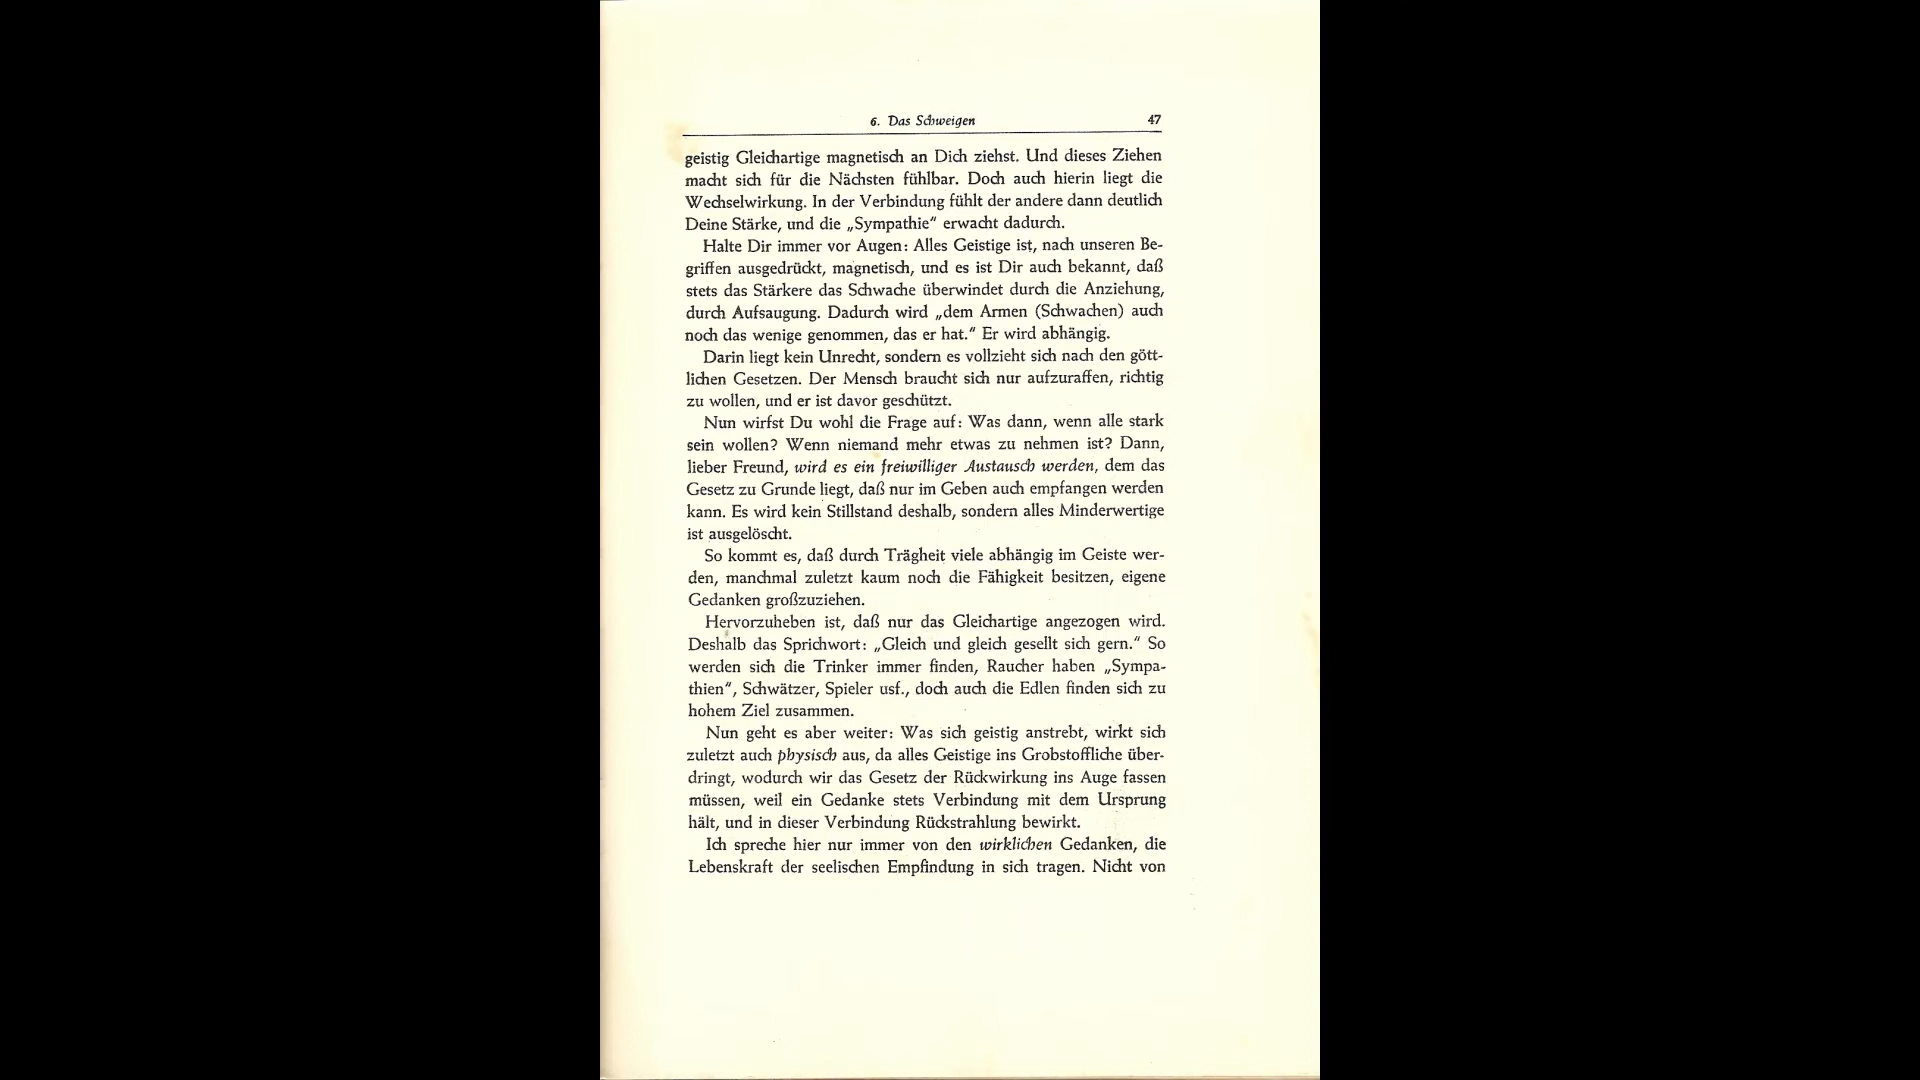 6. Das Schweigen 47
geistig Gleichartige magnetisch an Dich ziehst. Und dieses Ziehen
macht sich für die Nächsten fühlbar. Doch auch hierin liegt die
Wechselwirkung. In der Verbindung fühlt der andere dann deutlich
Deine Stärke, und die „Sympathie“ erwacht dadurch.
Halte Dir immer vor Augen: Alles Geistige ist, nach unseren Be-
griffen ausgedrückt, magnetisch, und es ist Dir auch bekannt, daß
stets das Stärkere das Schwache überwindet durch die Anziehung,
durch Aufsaugung. Dadurch wird „dem Armen (Schwachen) auch
noch das wenige genommen, das er hat.“ Er wird abhängig.
Darin liegt kein Unrecht, sondern es vollzieht sich nach den gött-
lichen Gesetzen. Der Mensch braucht sich nur aufzuraffen, richtig
zu wollen, und er ist davor geschützt.
Nun wirfst Du wohl die Frage auf: Was dann, wenn alle stark
sein wollen? Wenn niemand mehr etwas zu nehmen ist? Dann,
lieber Freund, wird es ein freiwilliger Austausch werden, dem das
Gesetz zu Grunde liegt, daß nur im Geben auch empfangen werden
kann. Es wird kein Stillstand deshalb, sondern alles Minderwertige
ist ausgelöscht.
So kommt es, daß durch Trägheit viele abhängig im Geiste wer-
den, manchmal zuletzt kaum noch die Fähigkeit besitzen, eigene
Gedanken großzuziehen.
Hervorzuheben ist, daß nur das Gleichartige angezogen wird.
Deshalb das Sprichwort: „Gleich und gleich gesellt sich gern.“ So
werden sich die Trinker immer finden, Raucher haben „Sympa-
thien“, Schwätzer, Spieler usf., doch auch die Edlen finden sich zu
hohem Ziel zusammen.
Nun geht es aber weiter: Was sich geistig anstrebt, wirkt sich
zuletzt auch physisch aus, da alles Geistige ins Grobstoffliche über-
dringt, wodurch wir das Gesetz der Rückwirkung ins Auge fassen
müssen, weil ein Gedanke stets Verbindung mit dem Ursprung
hält, und in dieser Verbindung Rückstrahlung bewirkt.
Ich spreche hier nur immer von den wirklichen Gedanken, die
Lebenskraft der seelischen Empfindung in sich tragen. Nicht von